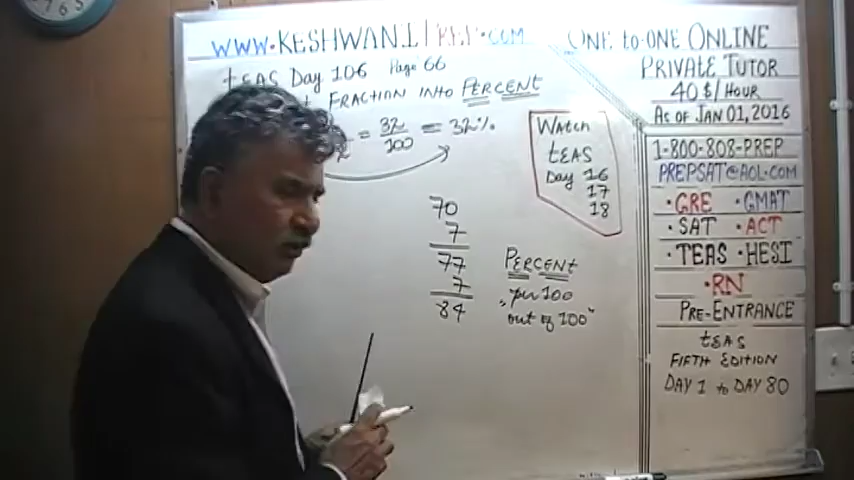 WWW.KESHWANI PREP.COM
TEAS DAY 106 Page 66
FRACTION INTO PERCENT
= 32/100 = 32%
WATCH
TEAS
Day 16
17
18
70
7
77
7
84
PERCENT
"per 100
out of 100"
ONE to-ONE ONLINE
PRIVATE TUTOR
40 $/HOUR
AS OF JAN 01, 2016
1-800-808-PREP
PREPSAT@AOL.COM
•GRE •GMAT
•SAT •ACT
•TEAS •HESI
•RN
PRE-ENTRANCE
TEAS
FIFTH EDITION
DAY 1 to DAY 80